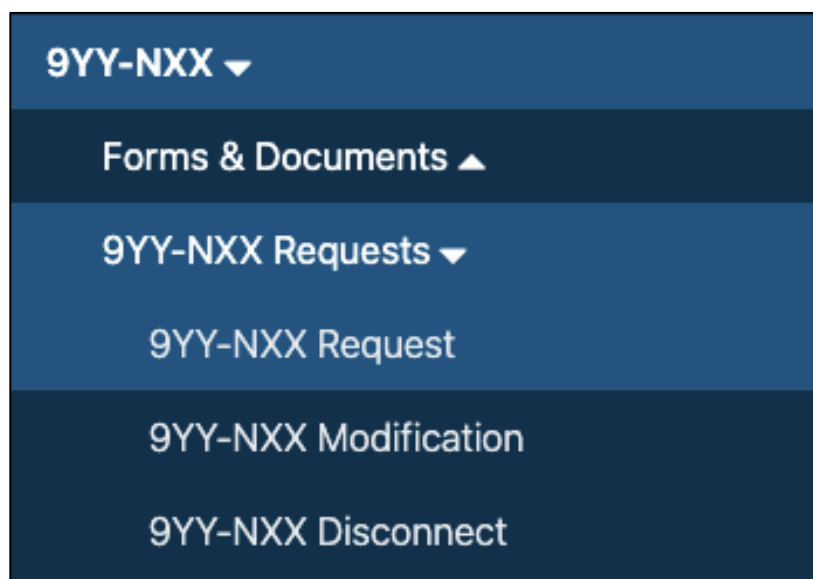 9YY-NXX
Forms & Documents
9YY-NXX Requests
9YY-NXX Request
9YY-NXX Modification
9YY-NXX Disconnect